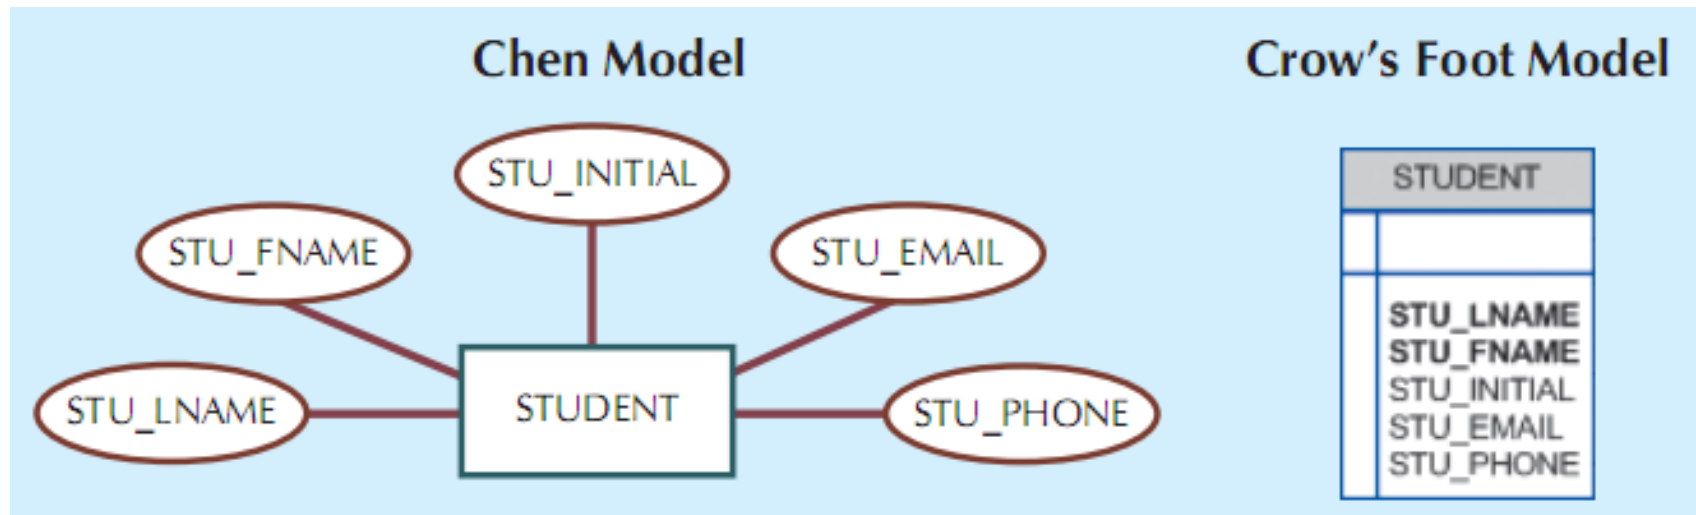 Chen Model
STU_INITIAL
STU_FNAME
STU_EMAIL
STU_LNAME
STUDENT
STU_PHONE
Crow's Foot Model
STUDENT
STU_LNAME
STU_FNAME
STU_INITIAL
STU_EMAIL
STU_PHONE